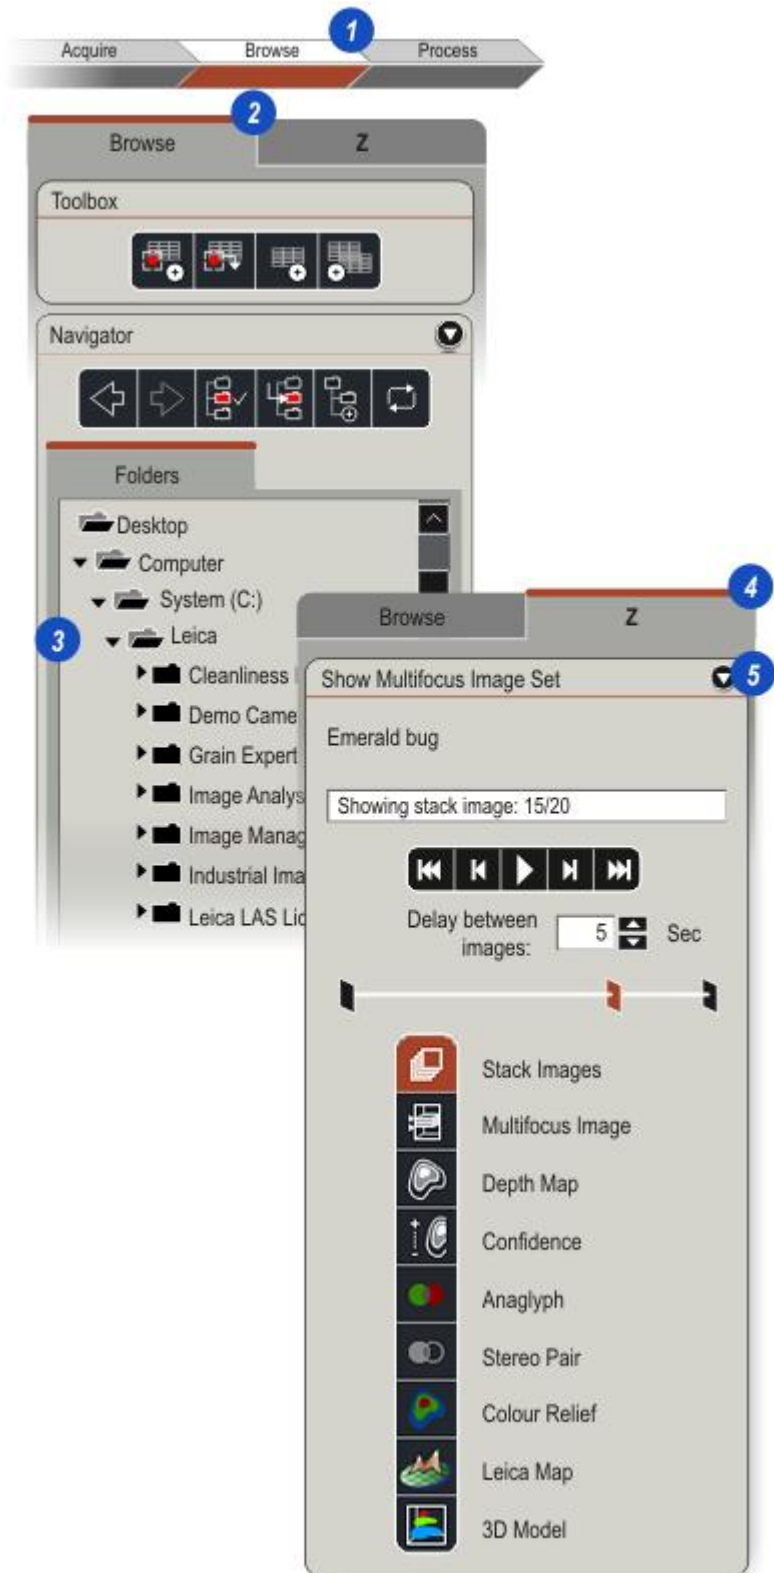 Acquire Browse 1 Process
2
Browse Z
Toolbox
Navigator
Folders
Desktop
Computer
System (C:)
3 Leica
Cleanliness
Demo Came
Grain Expert
Image Analys
Image Manag
Industrial Ima
Leica LAS Lic
4
Browse Z
Show Multifocus Image Set 5
Emerald bug
Showing stack image: 15/20
Delay between
images: 5 Sec
Stack Images
Multifocus Image
Depth Map
Confidence
Anaglyph
Stereo Pair
Colour Relief
Leica Map
3D Model